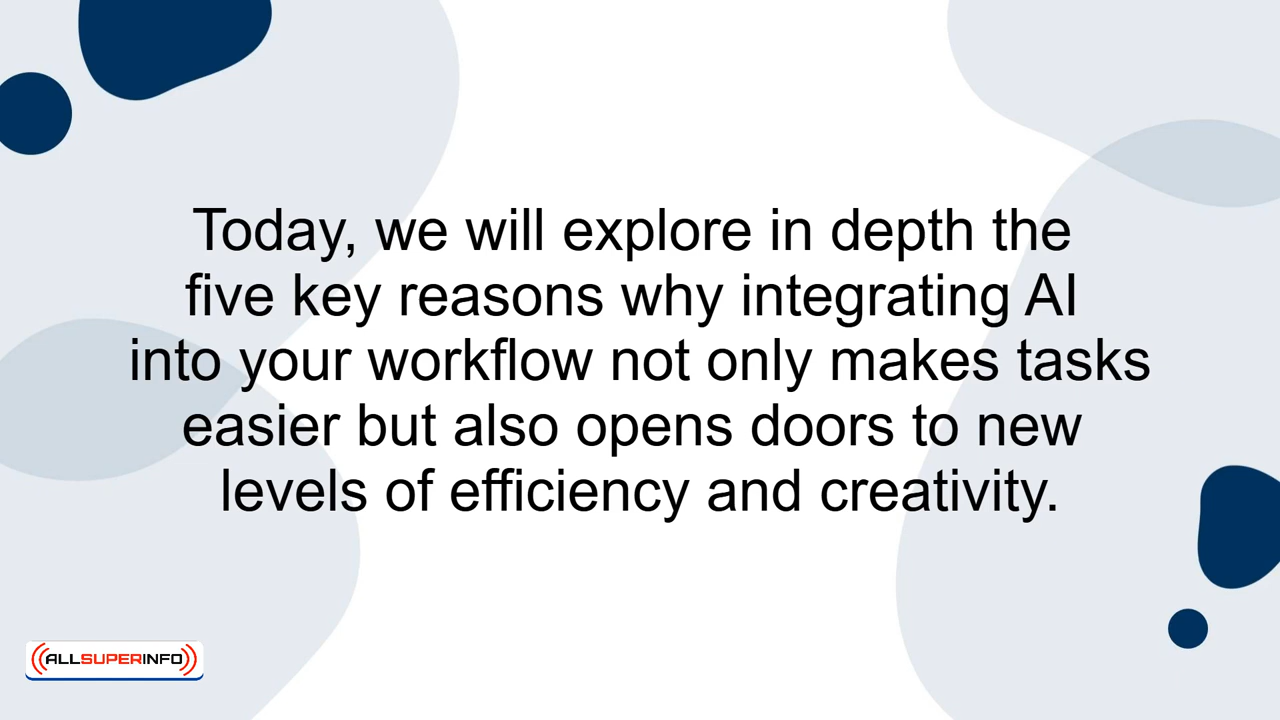 Today, we will explore in depth the
five key reasons why integrating AI
into your workflow not only makes tasks
easier but also opens doors to new
levels of efficiency and creativity.
ALLSUPERINFO